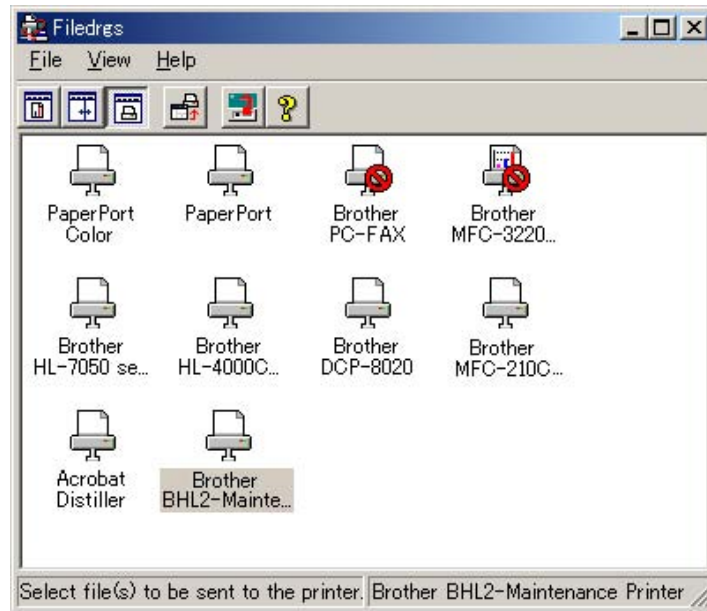 Filedrgs
File View Help
PaperPort
Color
PaperPort
Brother
PC-FAX
Brother
MFC-3220...
Brother
HL-7050 se...
Brother
HL-4000C...
Brother
DCP-8020
Brother
MFC-210C...
Acrobat
Distiller
Brother
BHL2-Mainte...
Select file(s) to be sent to the printer. Brother BHL2-Maintenance Printer